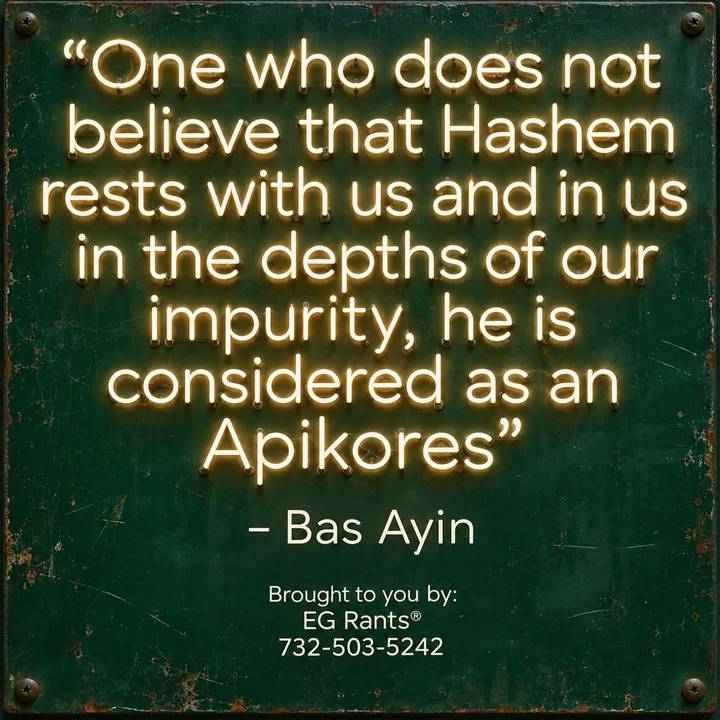 “One who does not
believe that Hashem
rests with us and in us
in the depths of our
impurity, he is
considered as an
Apikores”
– Bas Ayin
Brought to you by:
EG Rants®
732-503-5242